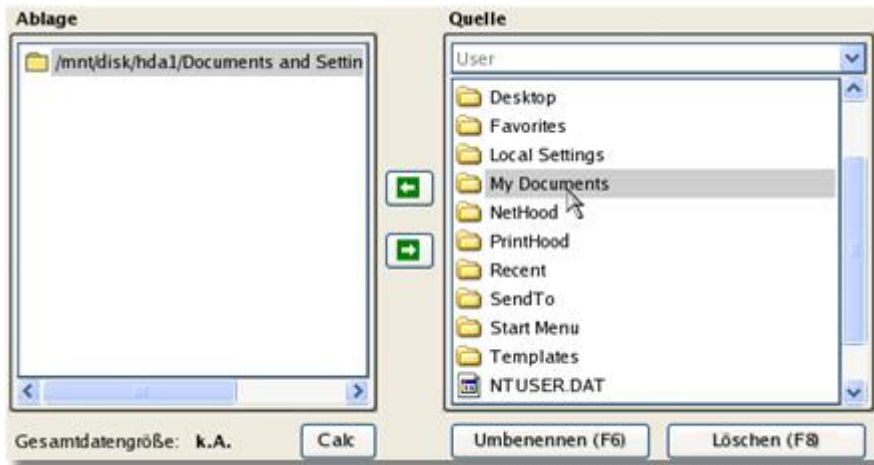 Ablage
/mnt/disk/hda1/Documents and Settin
Gesamtdatengröße: k.A.
Calc
Quelle
User
Desktop
Favorites
Local Settings
My Documents
NetHood
PrintHood
Recent
SendTo
Start Menu
Templates
NTUSER.DAT
Umbenennen (F6)
Löschen (F8)